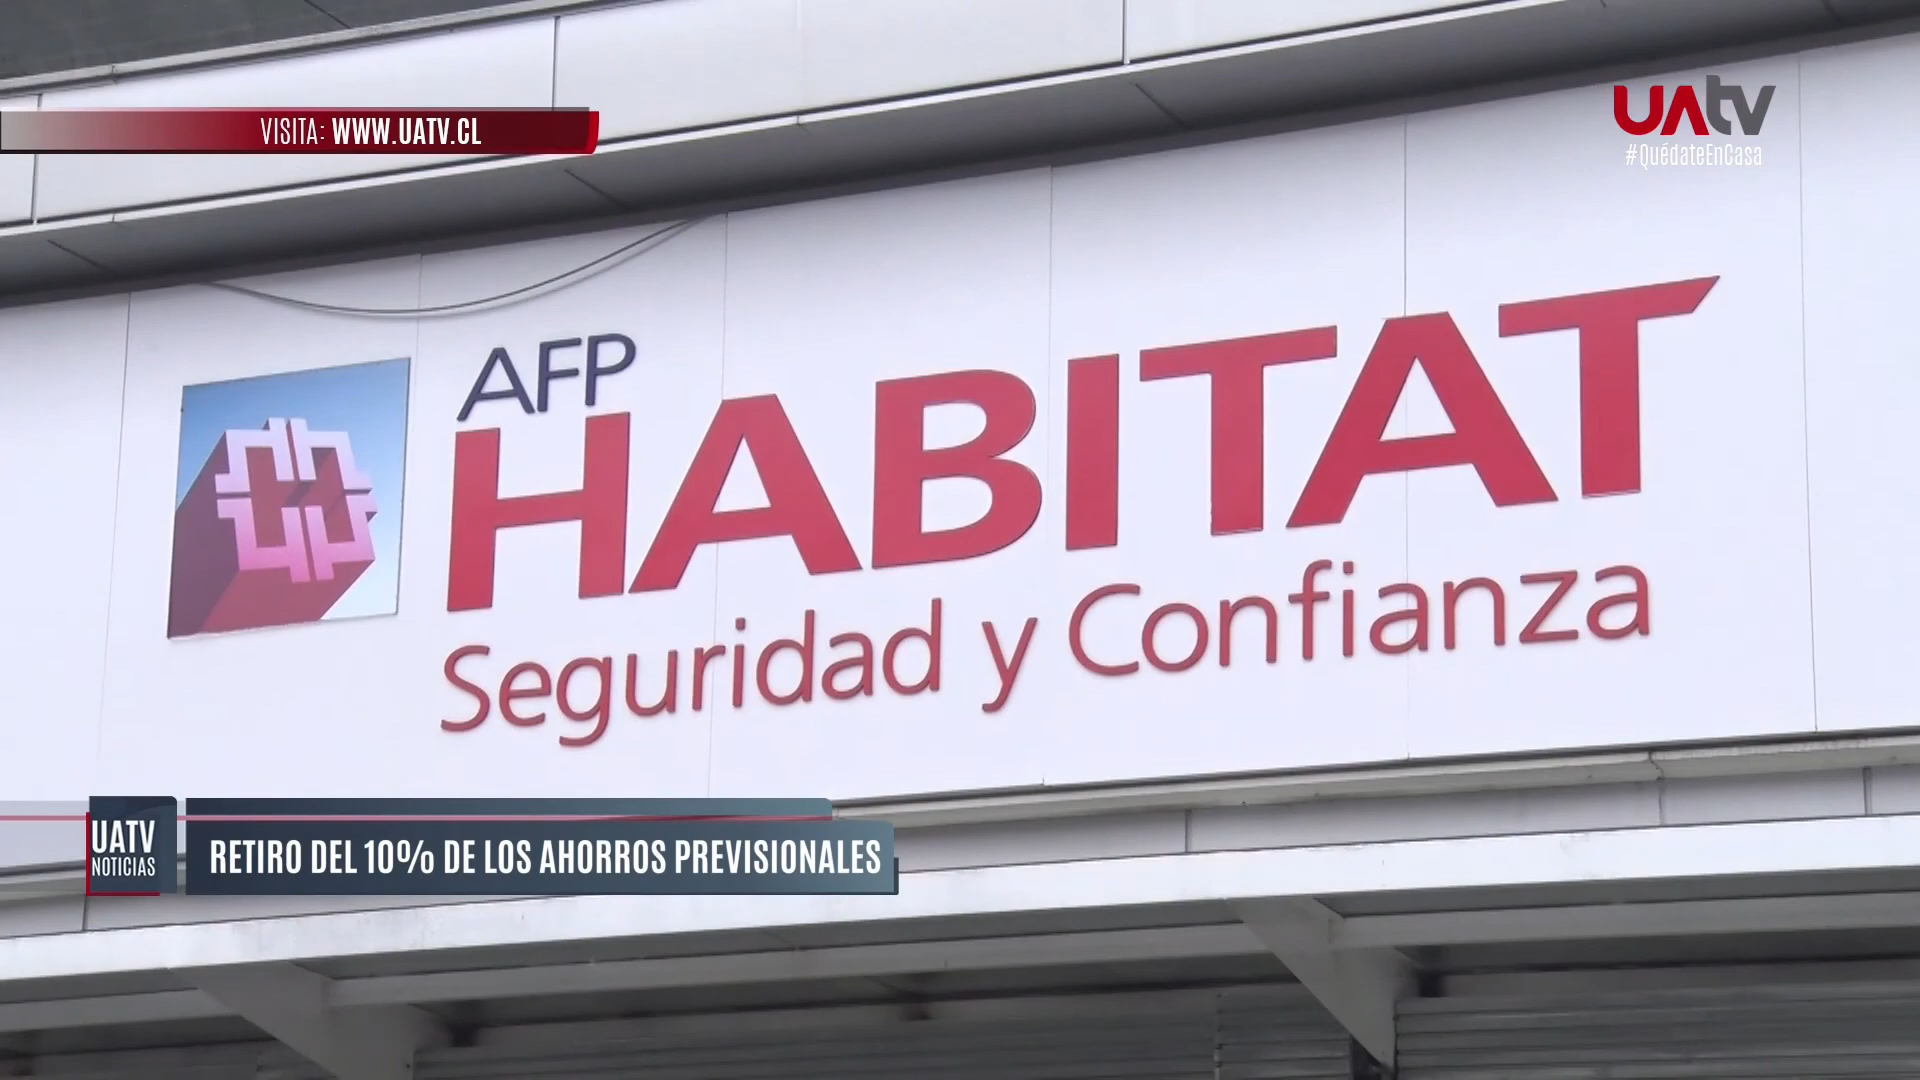 VISITA: WWW.UATV.CL
UATV
#QuédateEnCasa
AFP
HABITAT
Seguridad y Confianza
UATV
NOTICIAS
RETIRO DEL 10% DE LOS AHORROS PREVISIONALES